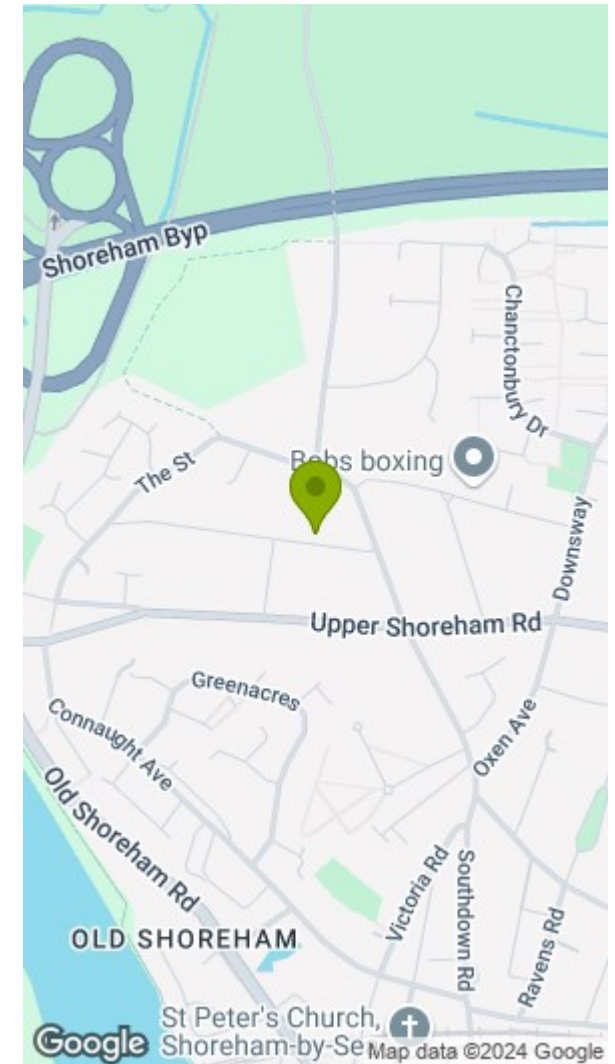 Shoreham Byp
Chanctonbury Dr
Bobs boxing
The St
Downsway
Upper Shoreham Rd
Greenacres
Connaught Ave
Oxen Ave
Old Shoreham Rd
Victoria Rd
Southdown Rd
Ravens Rd
OLD SHOREHAM
St Peter's Church,
Shoreham-by-Se
Google
Map data ©2024 Google